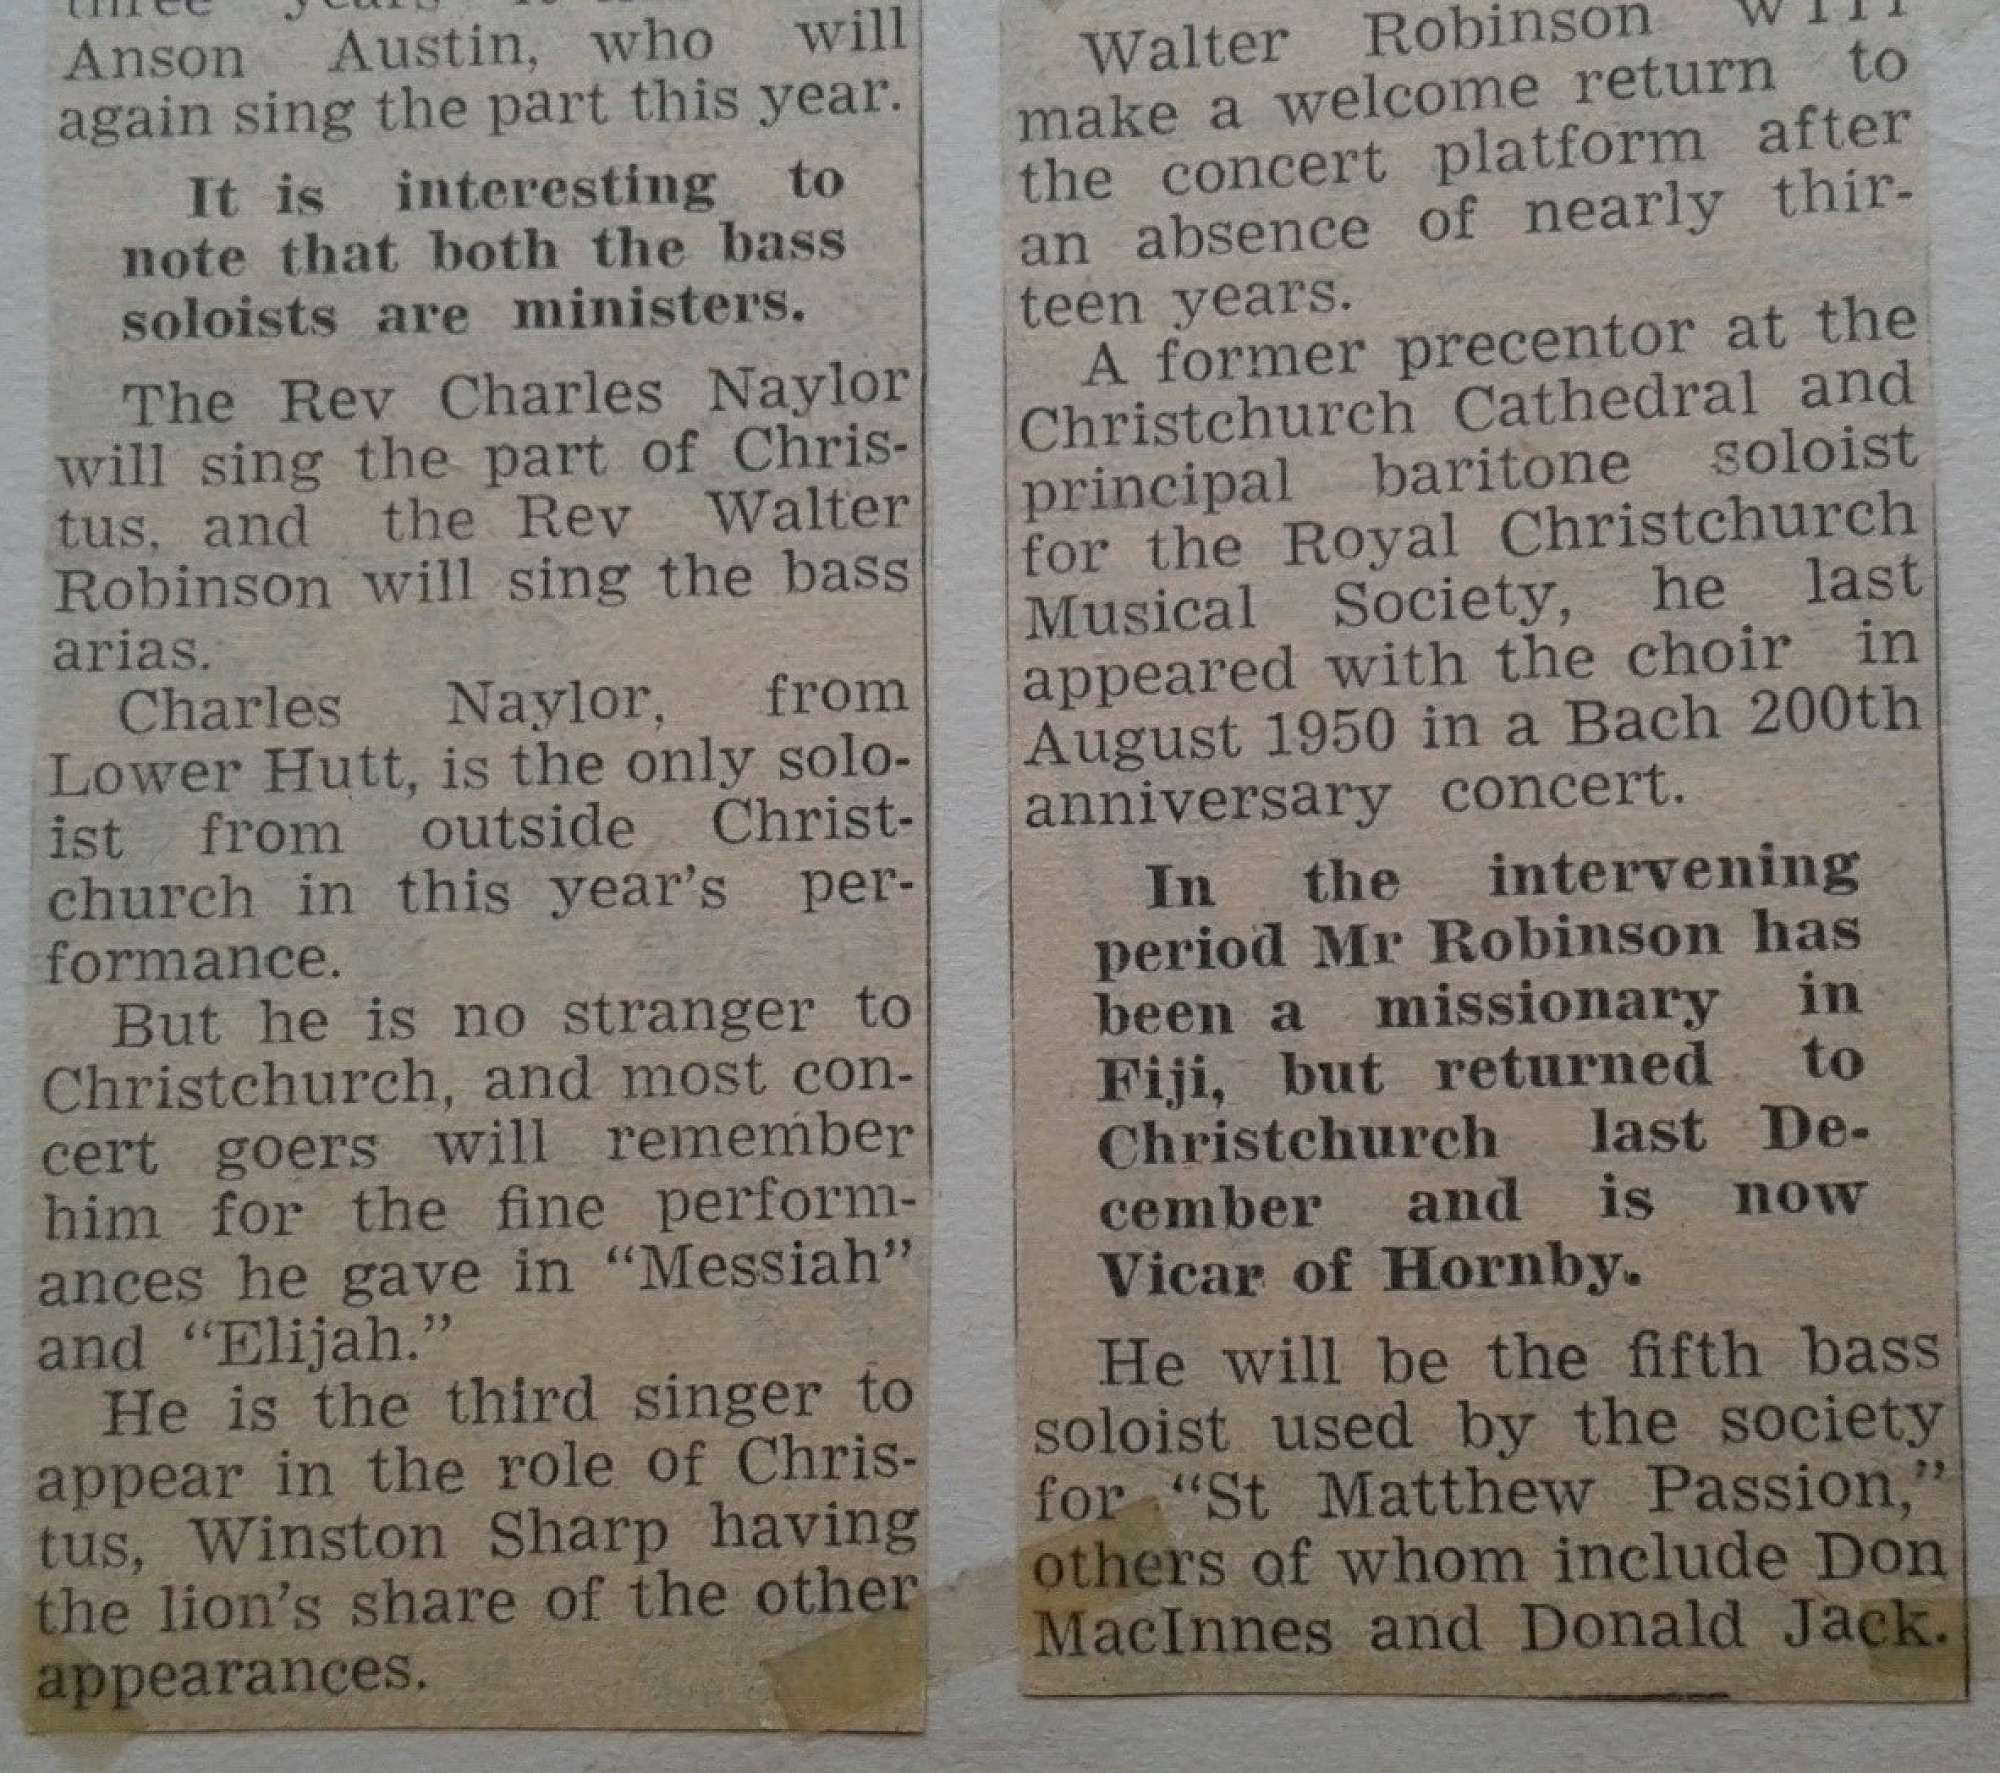 three years
Anson Austin, who will
again sing the part this year.
It is interesting to
note that both the bass
soloists are ministers.
The Rev Charles Naylor
will sing the part of Chris-
tus, and the Rev Walter
Robinson will sing the bass
arias.
Charles Naylor, from
Lower Hutt, is the only solo-
ist from outside Christ-
church in this year's per-
formance.
But he is no stranger to
Christchurch, and most con-
cert goers will remember
him for the fine perform-
ances he gave in “Messiah”
and “Elijah.”
He is the third singer to
appear in the role of Chris-
tus, Winston Sharp having
the lion's share of the other
appearances.
Walter Robinson will
make a welcome return to
the concert platform after
an absence of nearly thir-
teen years.
A former precentor at the
Christchurch Cathedral and
principal baritone soloist
for the Royal Christchurch
Musical Society, he last
appeared with the choir in
August 1950 in a Bach 200th
anniversary concert.
In the intervening
period Mr Robinson has
been a missionary in
Fiji, but returned to
Christchurch last De-
cember and is now
Vicar of Hornby.
He will be the fifth bass
soloist used by the society
for “St Matthew Passion,”
others of whom include Don
MacInnes and Donald Jack.